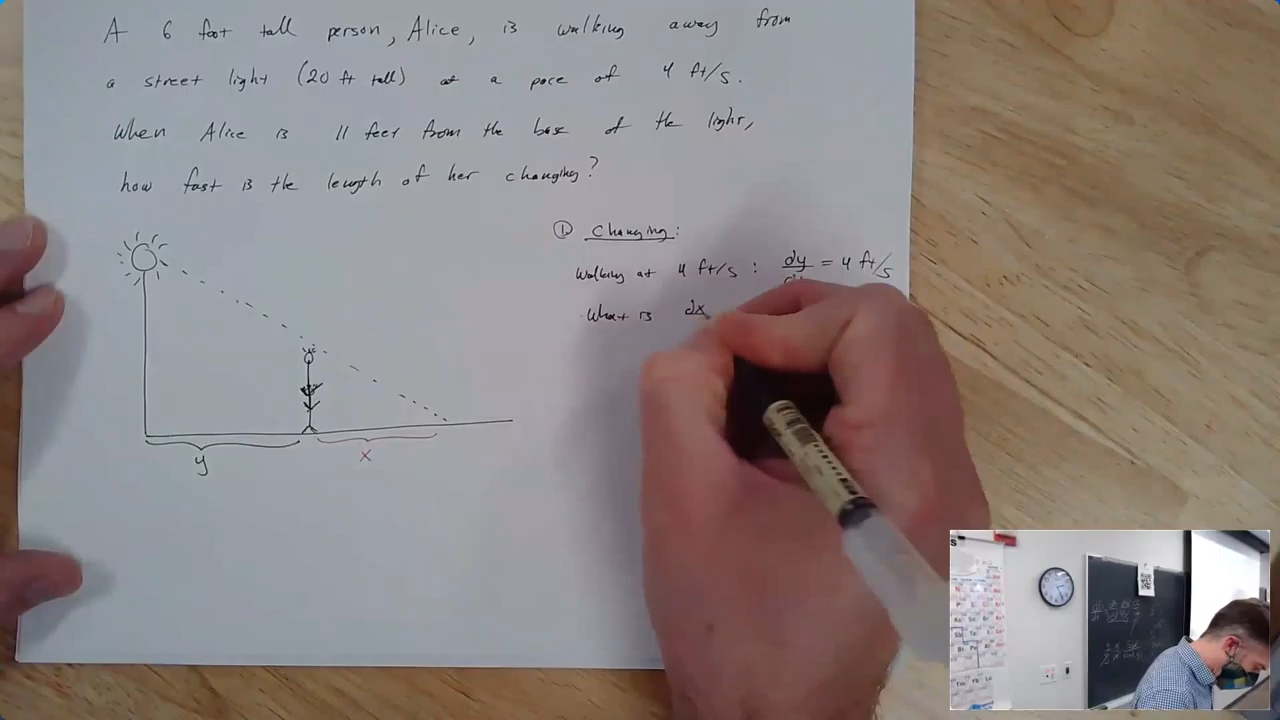 A 6 foot tall person, Alice, is walking away from
a street light (20 ft tall) at a pace of 4 ft/s.
When Alice is 11 feet from the base of the light,
how fast is the length of her changing?
① Changing:
Walking at 4 ft/s : dy = 4 ft/s
What is dx
y
x